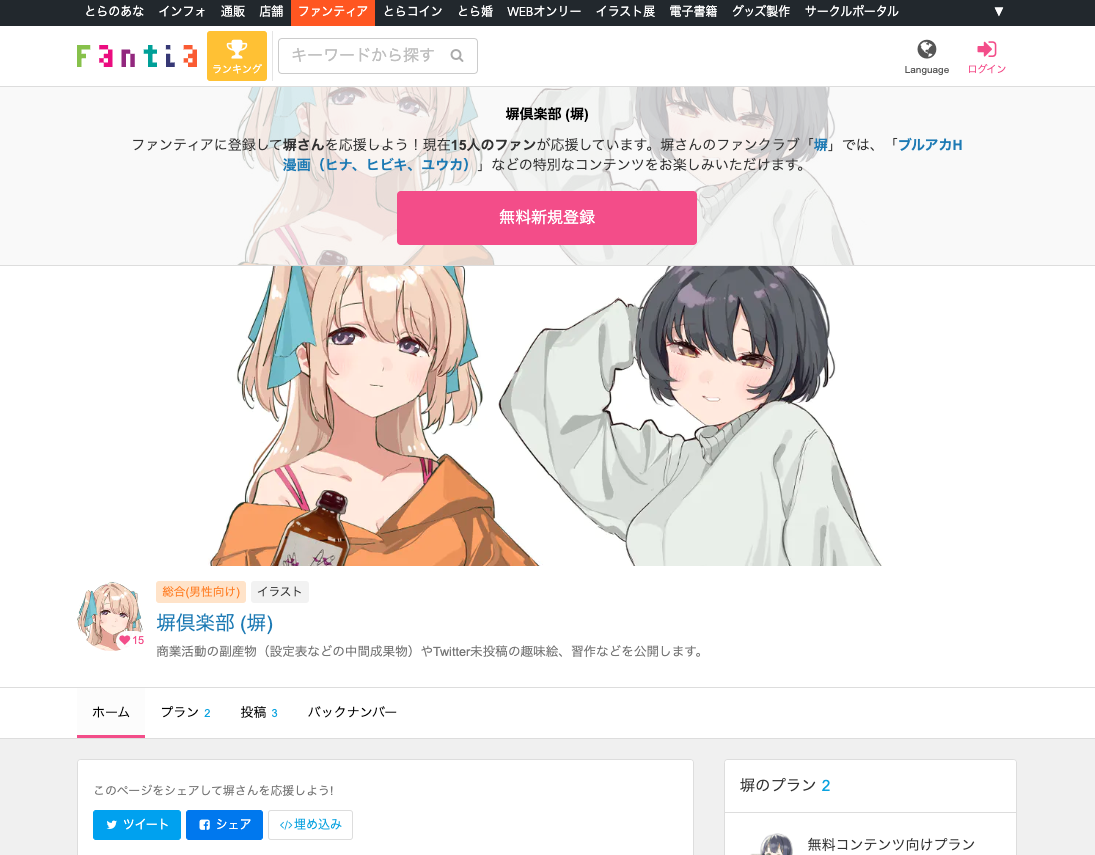 とらのあな インフォ 通販 店舗 ファンティア とらコイン とら婚 WEBオンリー イラスト展 電子書籍 グッズ製作 サークルポータル ▼
Fantia ランキング キーワードから探す Language ログイン
塀倶楽部 (塀)
ファンティアに登録して塀さんを応援しよう！現在15人のファンが応援しています。塀さんのファンクラブ「塀」では、「ブルアカH
漫画（ヒナ、ヒビキ、ユウカ）」などの特別なコンテンツをお楽しみいただけます。
無料新規登録
総合(男性向け) イラスト
塀倶楽部 (塀)
15
商業活動の副産物（設定表などの中間成果物）やTwitter未投稿の趣味絵、習作などを公開します。
ホーム プラン 2 投稿 3 バックナンバー
このページをシェアして塀さんを応援しよう!
ツイート シェア 埋め込み
塀のプラン 2
無料コンテンツ向けプラン